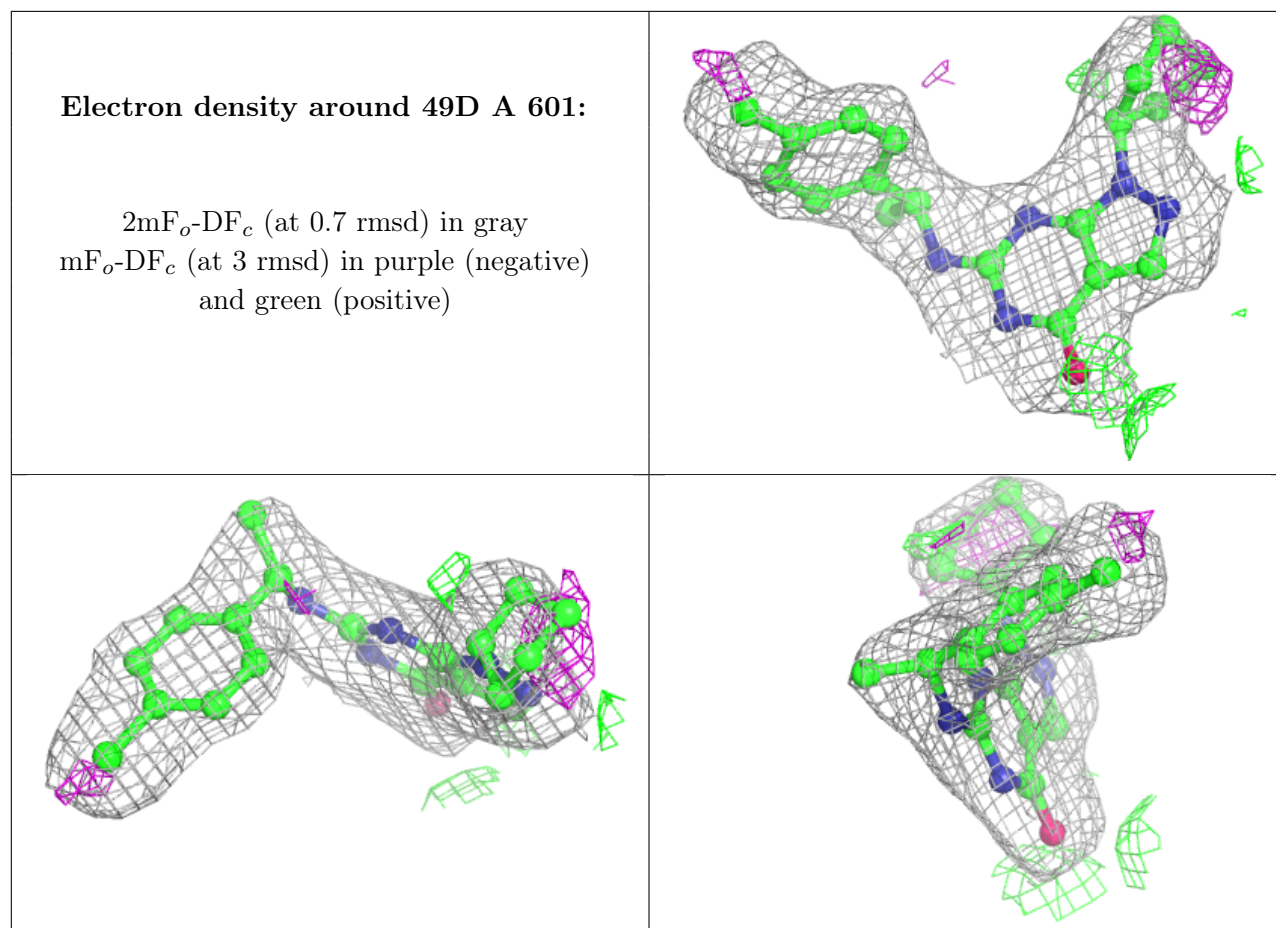 Electron density around 49D A 601:
2mFo-DFc (at 0.7 rmsd) in gray
mFo-DFc (at 3 rmsd) in purple (negative)
and green (positive)